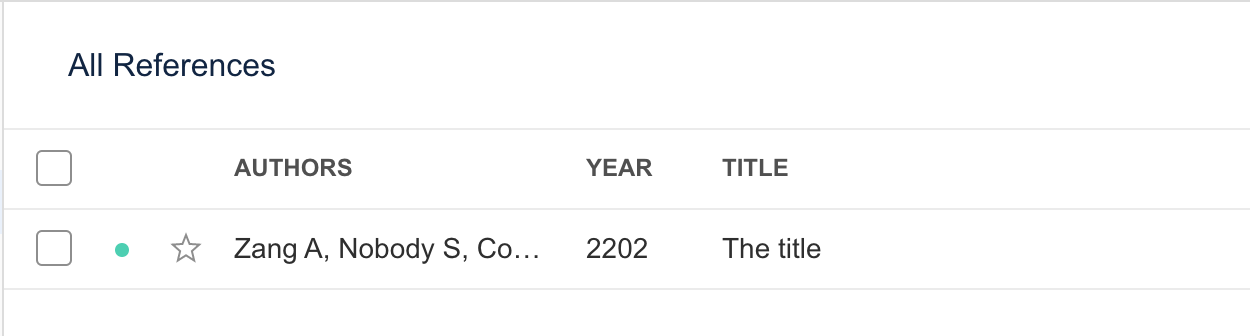 All References
AUTHORS YEAR TITLE
Zang A, Nobody S, Co… 2202 The title